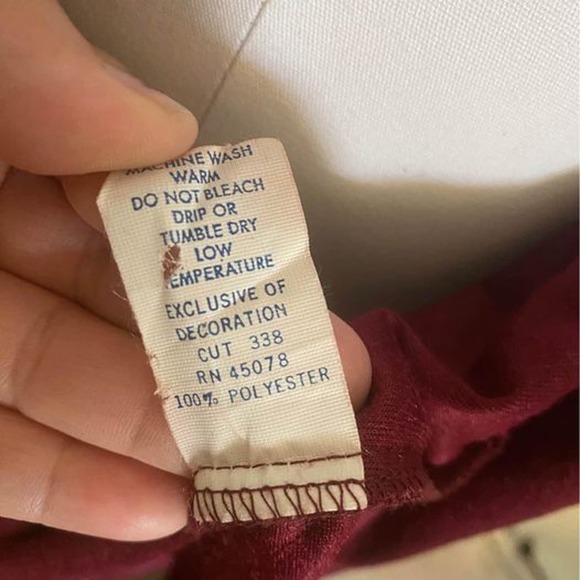 MACHINE WASH
WARM
DO NOT BLEACH
DRIP OR
TUMBLE DRY
LOW
TEMPERATURE
EXCLUSIVE OF
DECORATION
CUT 338
RN 45078
100% POLYESTER